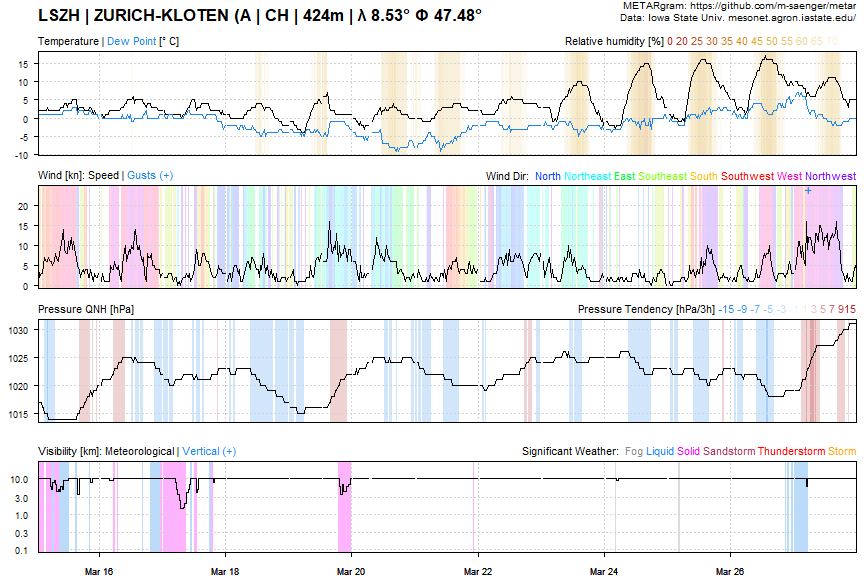 LSZH | ZURICH-KLOTEN (A | CH | 424m | λ 8.53° Φ 47.48°
METARgram: https://github.com/m-saenger/metar
Data: Iowa State Univ. mesonet.agron.iastate.edu/
Temperature | Dew Point [° C]
Relative humidity [%] 0 20 25 30 35 40 45 50 55 60 65 70
15
10
5
0
-5
-10
Wind [kn]: Speed | Gusts (+)
Wind Dir: North Northeast East Southeast South Southwest West Northwest
20
15
10
5
0
Pressure QNH [hPa]
Pressure Tendency [hPa/3h] -15 -9 -7 -5 -3 -1 1 3 5 7 915
1030
1025
1020
1015
Visibility [km]: Meteorological | Vertical (+)
Significant Weather: Fog Liquid Solid Sandstorm Thunderstorm Storm
10.0
3.0
1.0
0.3
0.1
Mar 16 Mar 18 Mar 20 Mar 22 Mar 24 Mar 26